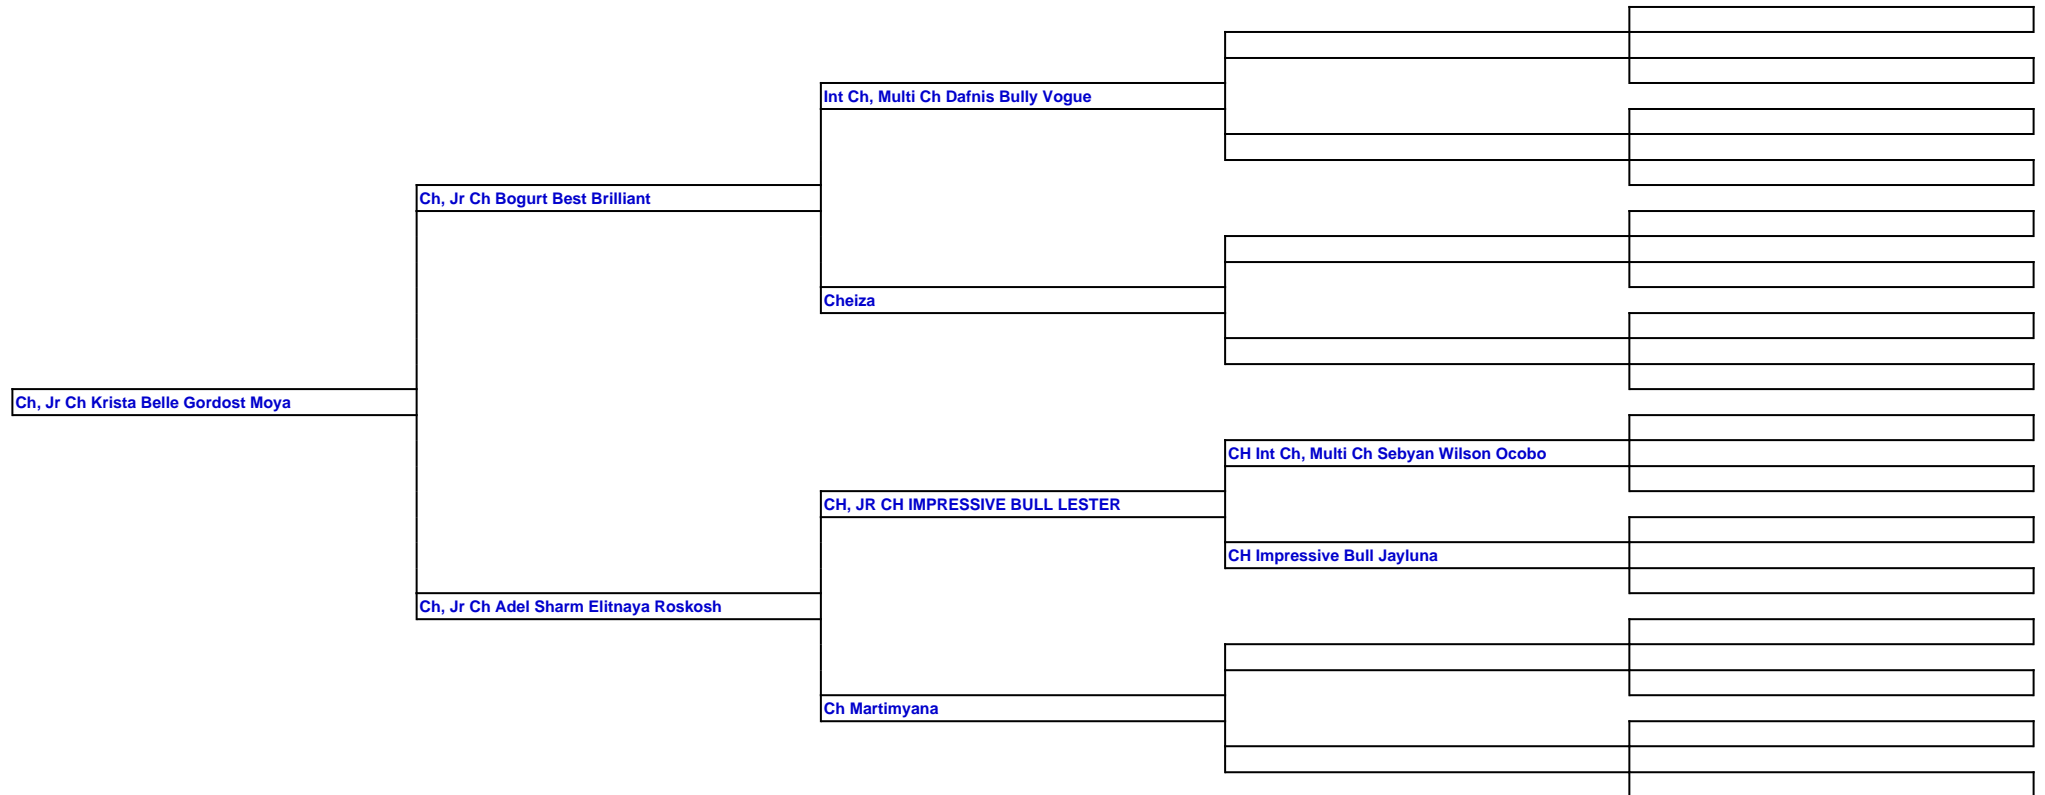 Int Ch, Multi Ch Dafnis Bully Vogue
Ch, Jr Ch Bogurt Best Brilliant
Cheiza
Ch, Jr Ch Krista Belle Gordost Moya
CH Int Ch, Multi Ch Sebyan Wilson Ocobo
CH, JR CH IMPRESSIVE BULL LESTER
CH Impressive Bull Jayluna
Ch, Jr Ch Adel Sharm Elitnaya Roskosh
Ch Martimyana